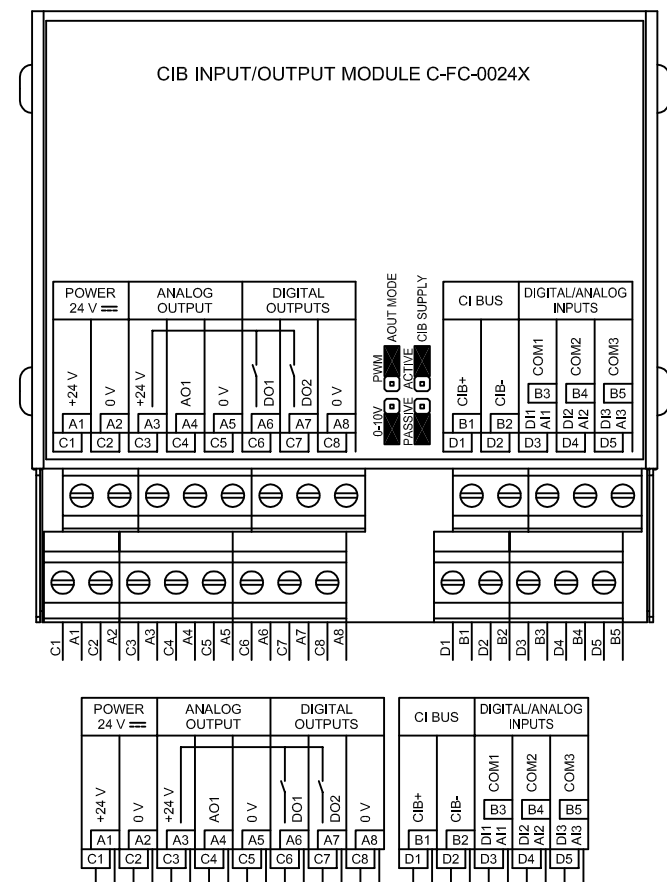 CIB INPUT/OUTPUT MODULE C-FC-0024X
POWER
24 V
ANALOG
OUTPUT
DIGITAL
OUTPUTS
AOUT MODE
CIB SUPPLY
PWM
ACTIVE
0-10V
PASSIVE
CI BUS
DIGITAL/ANALOG
INPUTS
+24 V
0 V
+24 V
AO1
0 V
DO1
DO2
0 V
CIB+
CIB-
COM1
COM2
COM3
B3
B4
B5
DI1
AI1
DI2
AI2
DI3
AI3
A1 A2 A3 A4 A5 A6 A7 A8
B1 B2
C1 C2 C3 C4 C5 C6 C7 C8
D1 D2 D3 D4 D5
C1 A1 C2 A2 C3 A3 C4 A4 C5 A5 C6 A6 C7 A7 C8 A8
D1 B1 D2 B2 D3 B3 D4 B4 D5 B5
POWER
24 V
ANALOG
OUTPUT
DIGITAL
OUTPUTS
CI BUS
DIGITAL/ANALOG
INPUTS
+24 V
0 V
+24 V
AO1
0 V
DO1
DO2
0 V
CIB+
CIB-
COM1
COM2
COM3
B3
B4
B5
DI1
AI1
DI2
AI2
DI3
AI3
A1 A2 A3 A4 A5 A6 A7 A8
B1 B2
C1 C2 C3 C4 C5 C6 C7 C8
D1 D2 D3 D4 D5